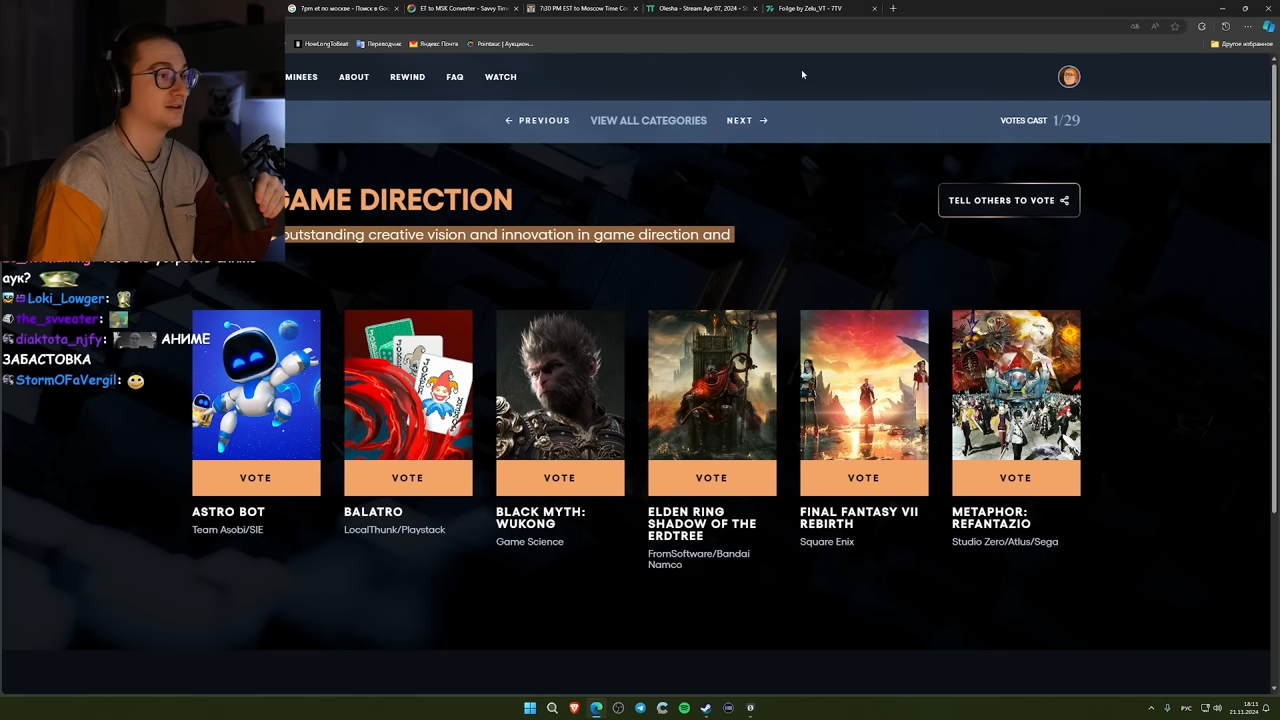 7pm et по москве - Поиск в Goo
ET to MSK Converter - Savvy Time
7:30 PM EST to Moscow Time Co
Olesha - Stream Apr 07, 2024 - S
Foilge by Zelu_VT - 7TV
HowLongToBeat
Переводчик
Яндекс Почта
Pointauc | Аукцион...
Другое избранное
MINEES ABOUT REWIND FAQ WATCH
PREVIOUS VIEW ALL CATEGORIES NEXT
VOTES CAST 1/29
GAME DIRECTION
TELL OTHERS TO VOTE
outstanding creative vision and innovation in game direction and
аук?
Loki_Lowger:
the_svveater:
diaktota_njfy: АНИМЕ
ЗАБАСТОВКА
StormOFaVergil:
VOTE VOTE VOTE VOTE VOTE VOTE
ASTRO BOT
Team Asobi/SIE
BALATRO
LocalThunk/Playstack
BLACK MYTH:
WUKONG
Game Science
ELDEN RING
SHADOW OF THE
ERDTREE
FromSoftware/Bandai
Namco
FINAL FANTASY VII
REBIRTH
Square Enix
METAPHOR:
REFANTAZIO
Studio Zero/Atlus/Sega
РУС
18:11
21.11.2024